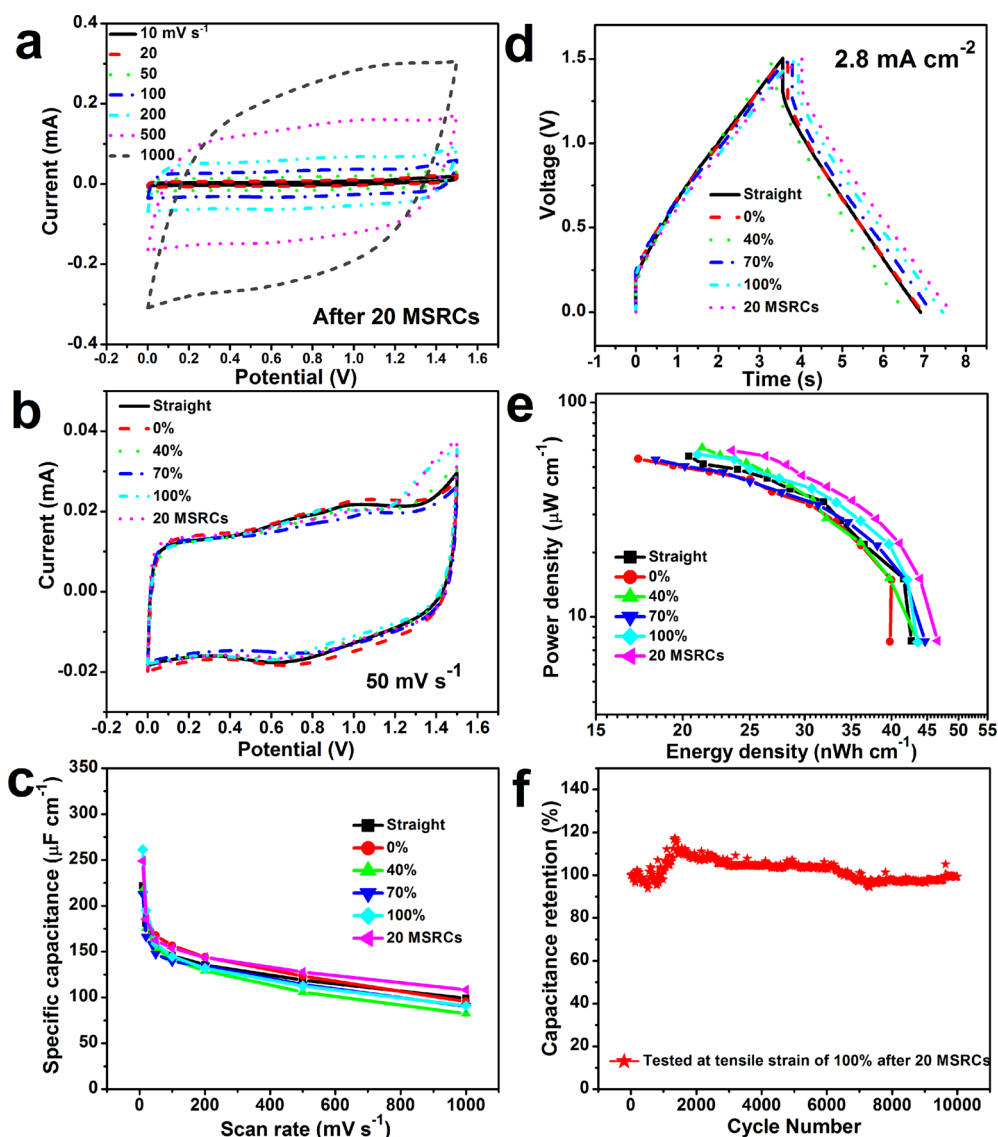 a
10 mV s⁻¹
20
50
100
200
500
1000
After 20 MSRCs
Current (mA)
0.4
0.2
0.0
-0.2
-0.4
-0.2 0.0 0.2 0.4 0.6 0.8 1.0 1.2 1.4 1.6
Potential (V)
d
2.8 mA cm⁻²
Straight
0%
40%
70%
100%
20 MSRCs
Voltage (V)
1.5
1.0
0.5
0.0
-1 0 1 2 3 4 5 6 7 8
Time (s)
b
Straight
0%
40%
70%
100%
20 MSRCs
50 mV s⁻¹
Current (mA)
0.04
0.02
0.00
-0.02
-0.2 0.0 0.2 0.4 0.6 0.8 1.0 1.2 1.4 1.6
Potential (V)
e
Straight
0%
40%
70%
100%
20 MSRCs
Power density (μW cm⁻¹)
100
10
15 20 25 30 35 40 45 50 55
Energy density (nWh cm⁻¹)
c
Straight
0%
40%
70%
100%
20 MSRCs
Specific capacitance (μF cm⁻¹)
350
300
250
200
150
100
50
0
0 200 400 600 800 1000
Scan rate (mV s⁻¹)
f
Capacitance retention (%)
140
120
100
80
60
40
20
0
Tested at tensile strain of 100% after 20 MSRCs
0 2000 4000 6000 8000 10000
Cycle Number